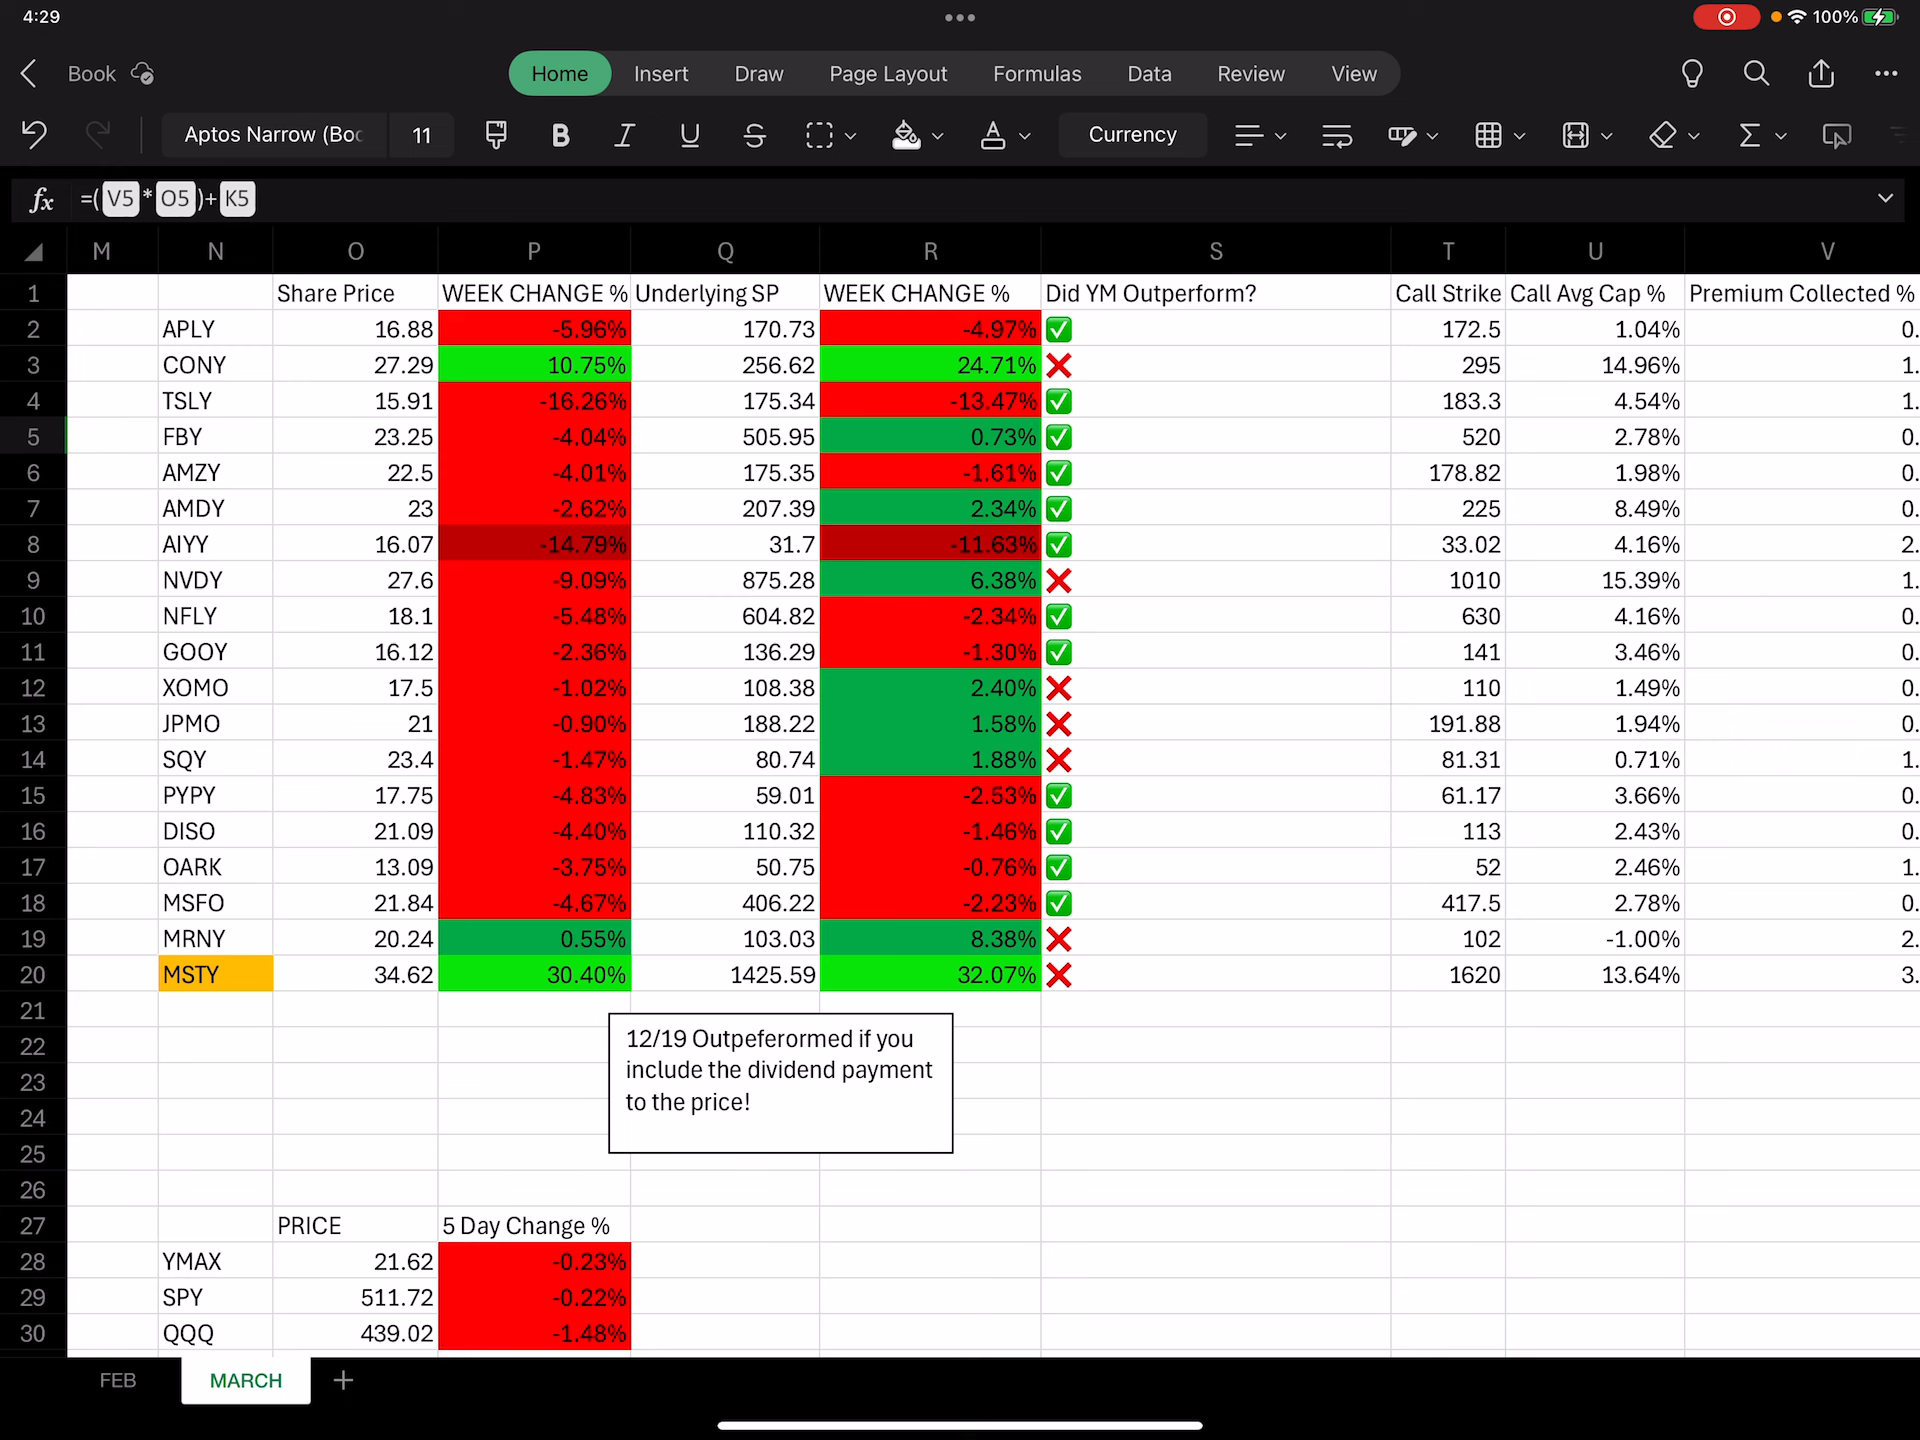 4:29
100%
Book
Home Insert Draw Page Layout Formulas Data Review View
Aptos Narrow (Boc 11 B I U S A Currency Σ
fx =( V5 * O5 )+ K5
M N O P Q R S T U V
1 Share Price WEEK CHANGE % Underlying SP WEEK CHANGE % Did YM Outperform? Call Strike Call Avg Cap % Premium Collected %
2 APLY 16.88 -5.96% 170.73 -4.97% ✅ 172.5 1.04% 0.
3 CONY 27.29 10.75% 256.62 24.71% ❌ 295 14.96% 1.
4 TSLY 15.91 -16.26% 175.34 -13.47% ✅ 183.3 4.54% 1.
5 FBY 23.25 -4.04% 505.95 0.73% ✅ 520 2.78% 0.
6 AMZY 22.5 -4.01% 175.35 -1.61% ✅ 178.82 1.98% 0.
7 AMDY 23 -2.62% 207.39 2.34% ✅ 225 8.49% 0.
8 AIYY 16.07 -14.79% 31.7 -11.63% ✅ 33.02 4.16% 2.
9 NVDY 27.6 -9.09% 875.28 6.38% ❌ 1010 15.39% 1.
10 NFLY 18.1 -5.48% 604.82 -2.34% ✅ 630 4.16% 0.
11 GOOY 16.12 -2.36% 136.29 -1.30% ✅ 141 3.46% 0.
12 XOMO 17.5 -1.02% 108.38 2.40% ❌ 110 1.49% 0.
13 JPMO 21 -0.90% 188.22 1.58% ❌ 191.88 1.94% 0.
14 SQY 23.4 -1.47% 80.74 1.88% ❌ 81.31 0.71% 1.
15 PYPY 17.75 -4.83% 59.01 -2.53% ✅ 61.17 3.66% 0.
16 DISO 21.09 -4.40% 110.32 -1.46% ✅ 113 2.43% 0.
17 OARK 13.09 -3.75% 50.75 -0.76% ✅ 52 2.46% 1.
18 MSFO 21.84 -4.67% 406.22 -2.23% ✅ 417.5 2.78% 0.
19 MRNY 20.24 0.55% 103.03 8.38% ❌ 102 -1.00% 2.
20 MSTY 34.62 30.40% 1425.59 32.07% ❌ 1620 13.64% 3.
21
22 12/19 Outpeferormed if you
23 include the dividend payment
24 to the price!
25
26
27 PRICE 5 Day Change %
28 YMAX 21.62 -0.23%
29 SPY 511.72 -0.22%
30 QQQ 439.02 -1.48%
FEB MARCH +